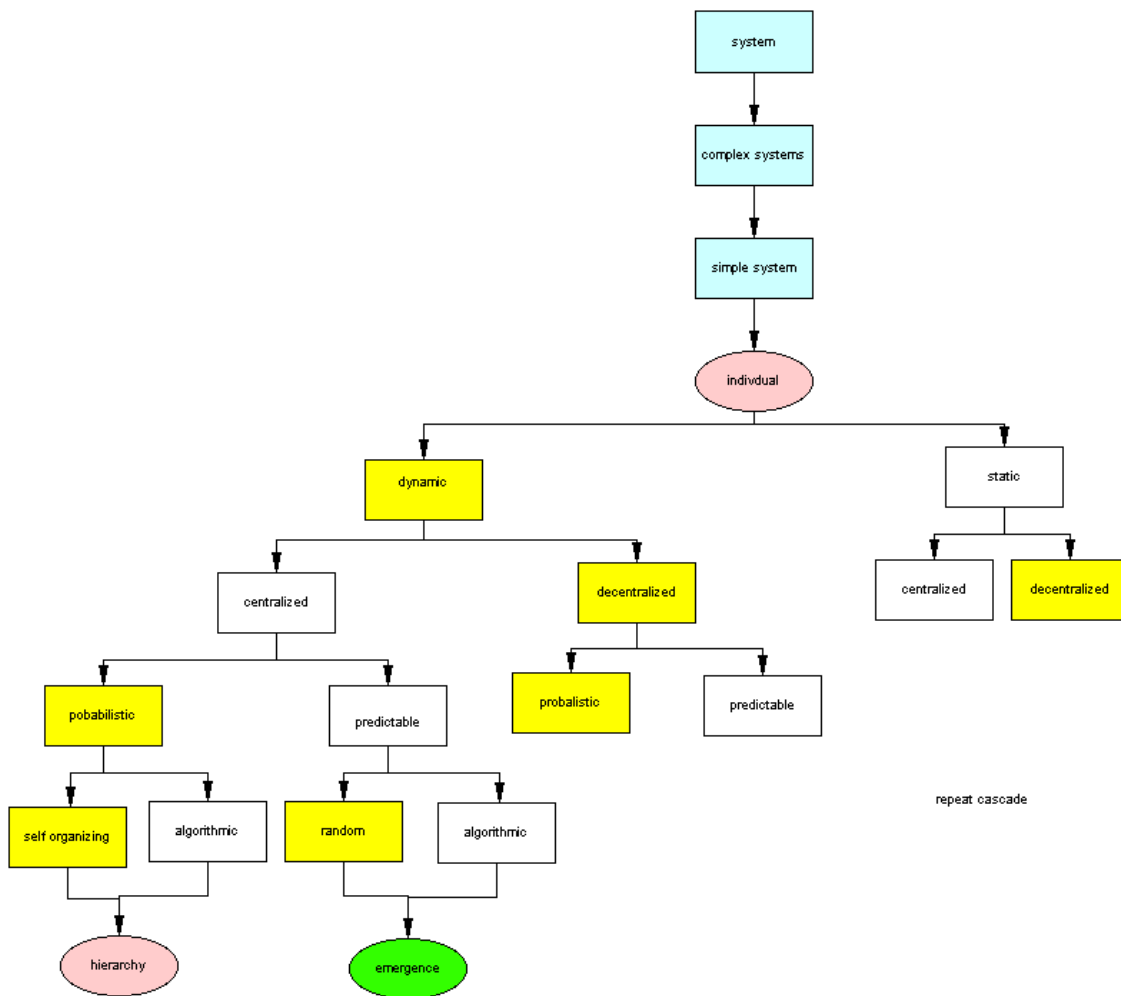 system
complex systems
simple system
indivdual
dynamic
static
centralized
decentralized
centralized
decentralized
pobabilistic
predictable
probalistic
predictable
self organizing
algorithmic
random
algorithmic
repeat cascade
hierarchy
emergence